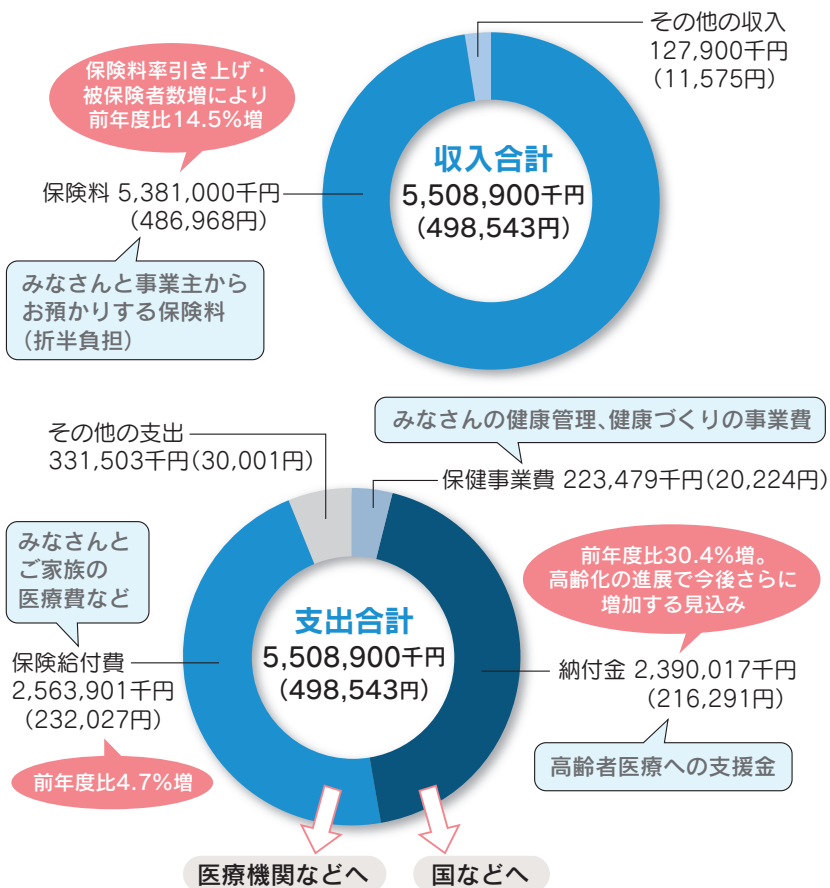 その他の収入
127,900千円
(11,575円)
保険料率引き上げ・
被保険者数増により
前年度比14.5%増
収入合計
5,508,900千円
(498,543円)
保険料 5,381,000千円
(486,968円)
みなさんと事業主から
お預かりする保険料
(折半負担)
みなさんの健康管理、健康づくりの事業費
その他の支出
331,503千円(30,001円)
保健事業費 223,479千円(20,224円)
みなさんと
ご家族の
医療費など
前年度比30.4%増。
高齢化の進展で今後さらに
増加する見込み
支出合計
5,508,900千円
(498,543円)
保険給付費
2,563,901千円
(232,027円)
納付金 2,390,017千円
(216,291円)
前年度比4.7%増
高齢者医療への支援金
医療機関などへ
国などへ